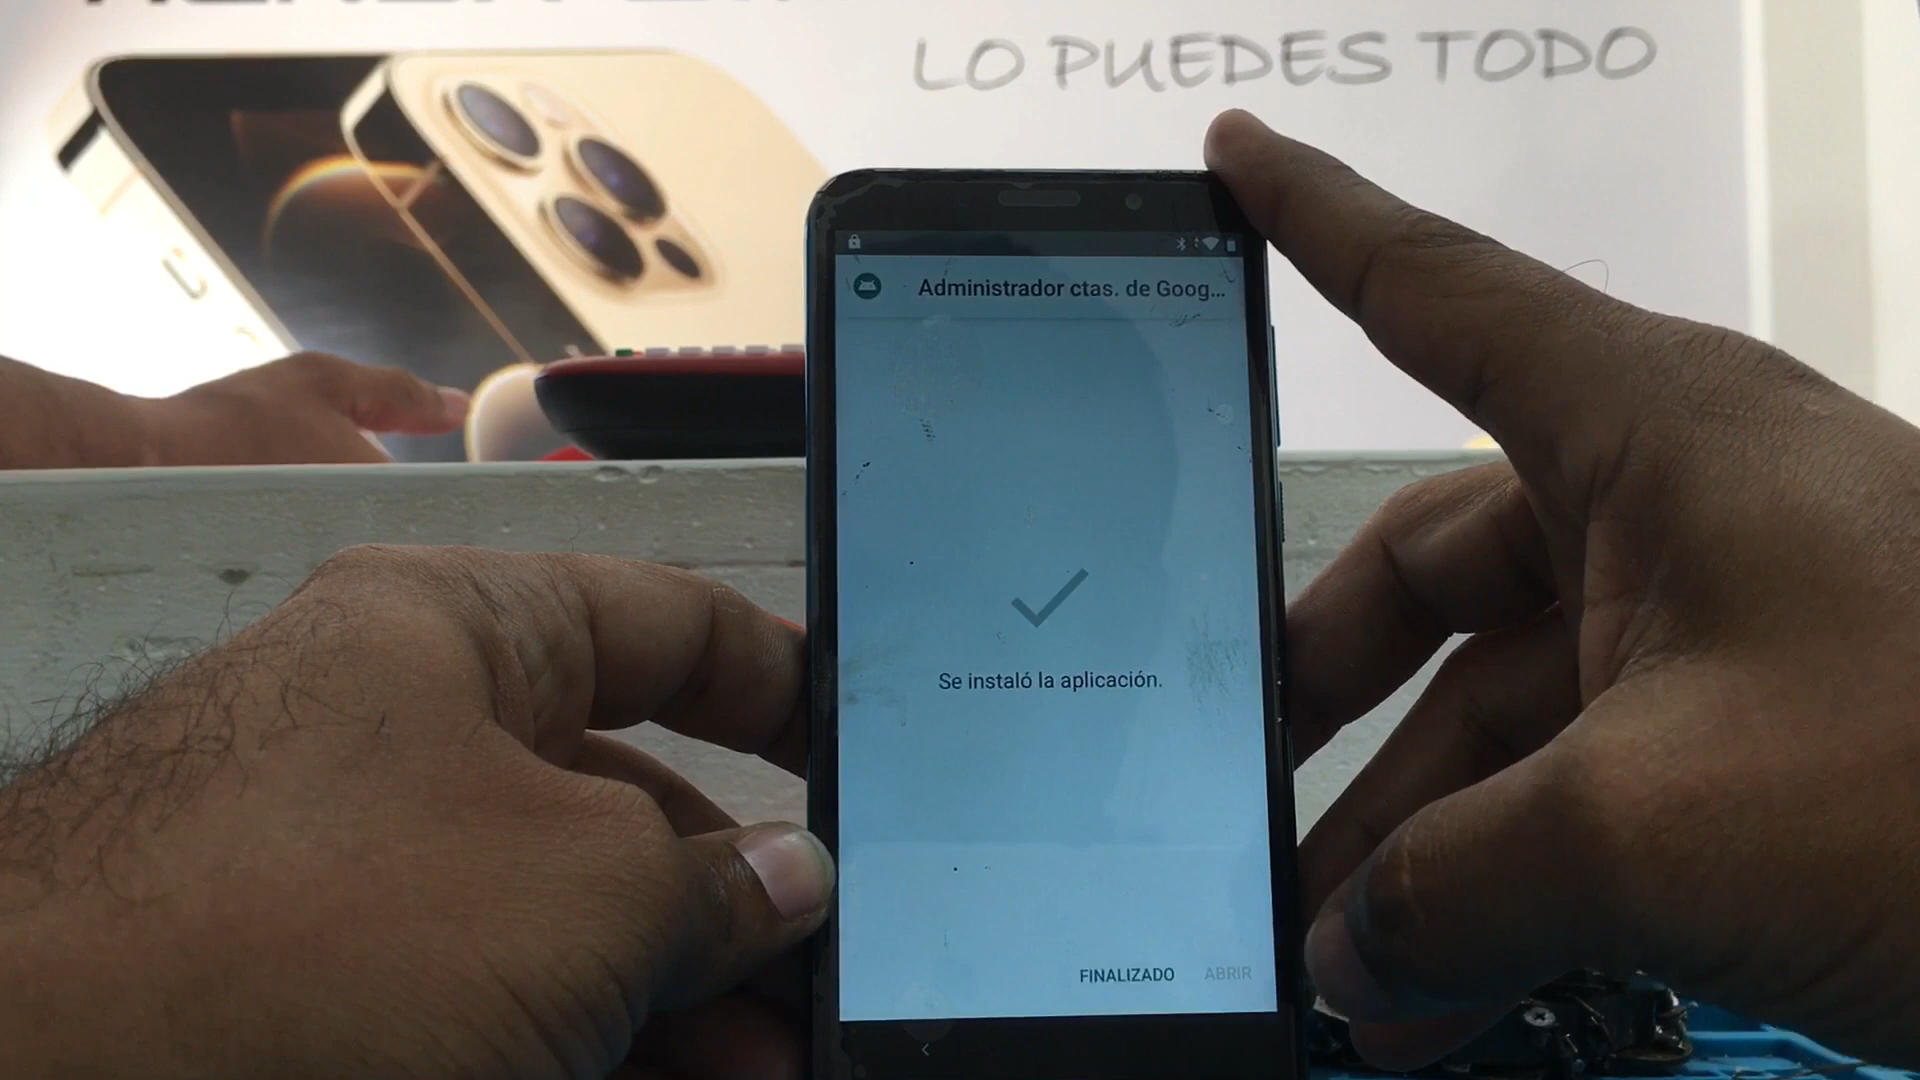 LO PUEDES TODO
Administrador ctas. de Goog...
Se instaló la aplicación.
FINALIZADO ABRIR